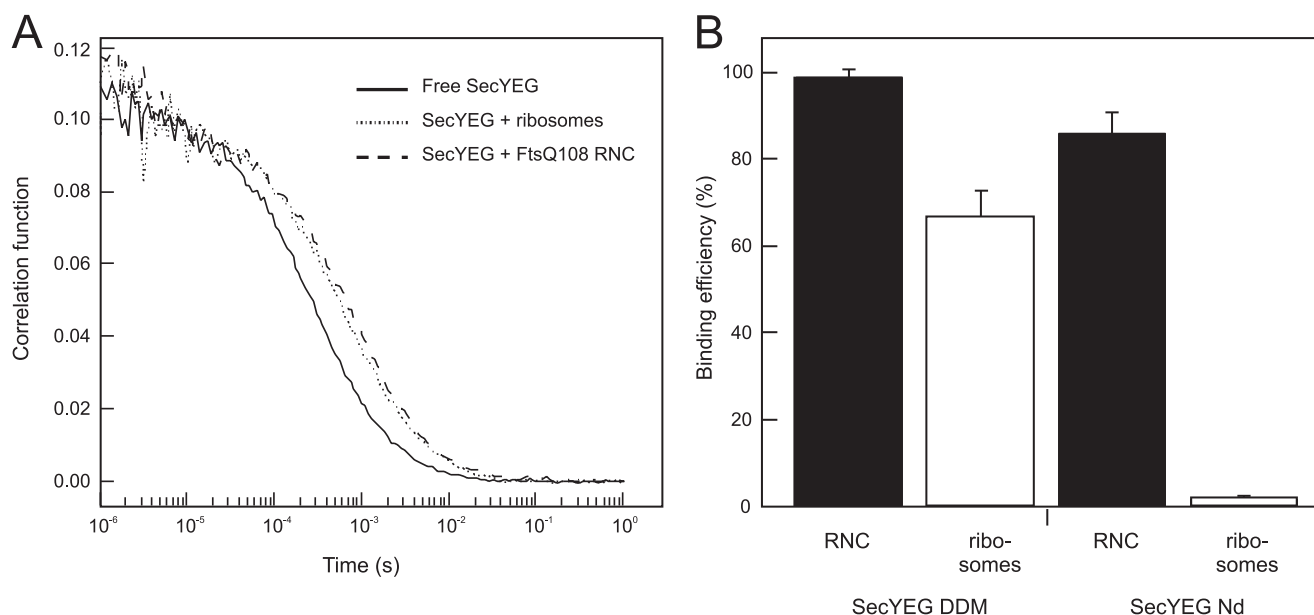 A
Correlation function
0.12
0.10
0.08
0.06
0.04
0.02
0.00
10-6
10-5
10-4
10-3
10-2
10-1
100
Time (s)
Free SecYEG
SecYEG + ribosomes
SecYEG + FtsQ108 RNC
B
Binding efficiency (%)
100
80
60
40
20
0
RNC
ribo-
somes
RNC
ribo-
somes
SecYEG DDM
SecYEG Nd